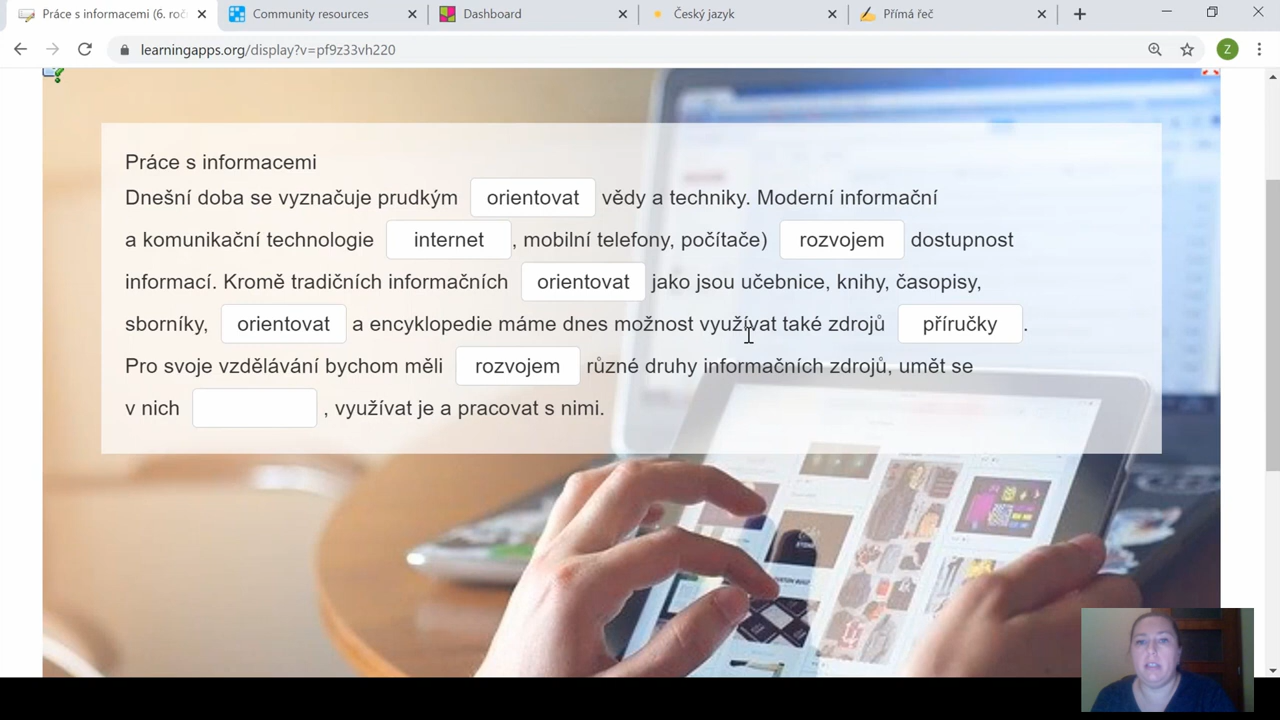 Práce s informacemi (6. roč
Community resources
Dashboard
Český jazyk
Přímá řeč
learningapps.org/display?v=pf9z33vh220
Z
Práce s informacemi
Dnešní doba se vyznačuje prudkým orientovat vědy a techniky. Moderní informační
a komunikační technologie internet , mobilní telefony, počítače) rozvojem dostupnost
informací. Kromě tradičních informačních orientovat jako jsou učebnice, knihy, časopisy,
sborníky, orientovat a encyklopedie máme dnes možnost využívat také zdrojů příručky .
Pro svoje vzdělávání bychom měli rozvojem různé druhy informačních zdrojů, umět se
v nich , využívat je a pracovat s nimi.